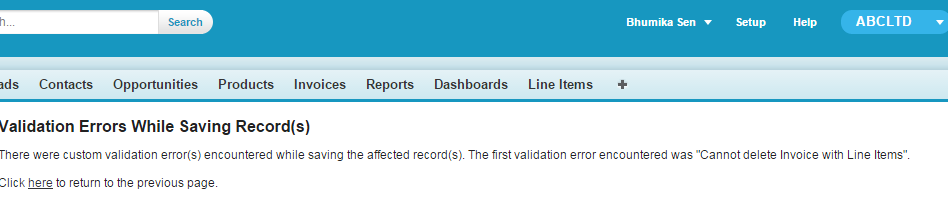 h... Search Bhumika Sen Setup Help ABCLTD
ads Contacts Opportunities Products Invoices Reports Dashboards Line Items +
Validation Errors While Saving Record(s)
There were custom validation error(s) encountered while saving the affected record(s). The first validation error encountered was "Cannot delete Invoice with Line Items".
Click here to return to the previous page.